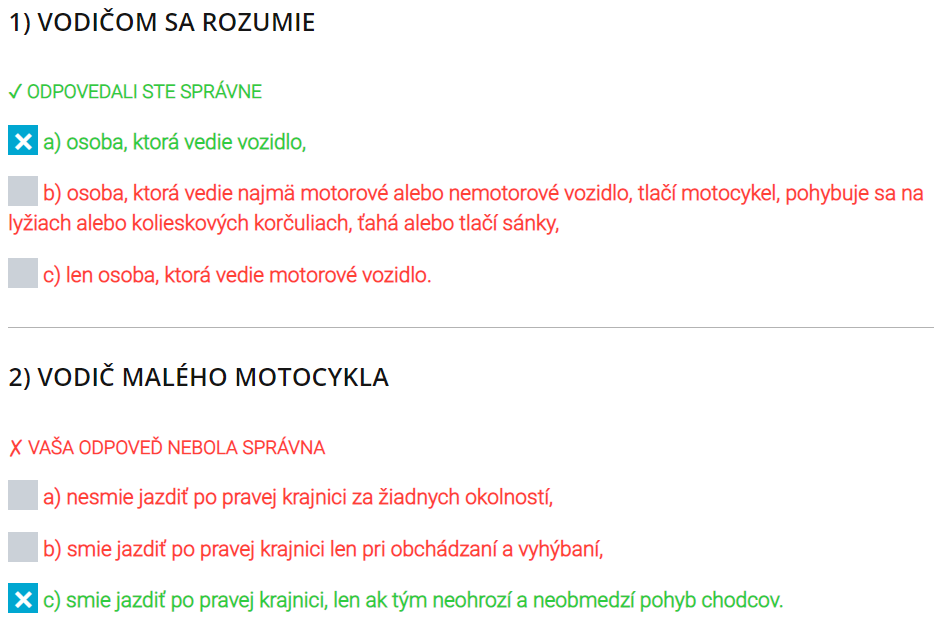 1) VODIČOM SA ROZUMIE
✓ ODPOVEDALI STE SPRÁVNE
a) osoba, ktorá vedie vozidlo,
b) osoba, ktorá vedie najmä motorové alebo nemotorové vozidlo, tlačí motocykel, pohybuje sa na
lyžiach alebo kolieskových korčuliach, ťahá alebo tlačí sánky,
c) len osoba, ktorá vedie motorové vozidlo.
2) VODIČ MALÉHO MOTOCYKLA
✗ VAŠA ODPOVEĎ NEBOLA SPRÁVNA
a) nesmie jazdiť po pravej krajnici za žiadnych okolností,
b) smie jazdiť po pravej krajnici len pri obchádzaní a vyhýbaní,
c) smie jazdiť po pravej krajnici, len ak tým neohrozí a neobmedzí pohyb chodcov.